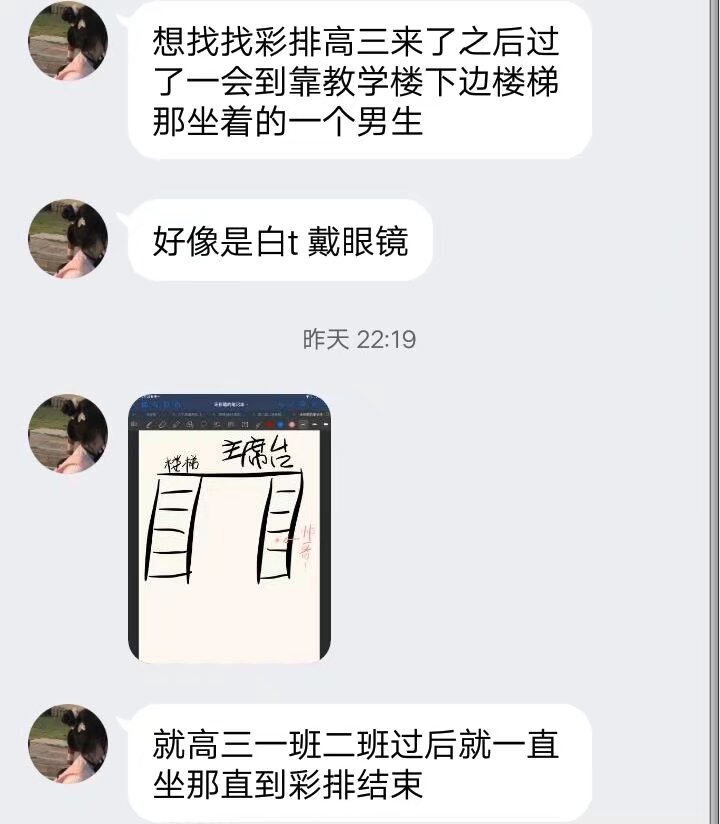 想找找彩排高三来了之后过
了一会到靠教学楼下边楼梯
那坐着的一个男生
好像是白t 戴眼镜
昨天 22:19
楼梯 主席台
就高三一班二班过后就一直
坐那直到彩排结束